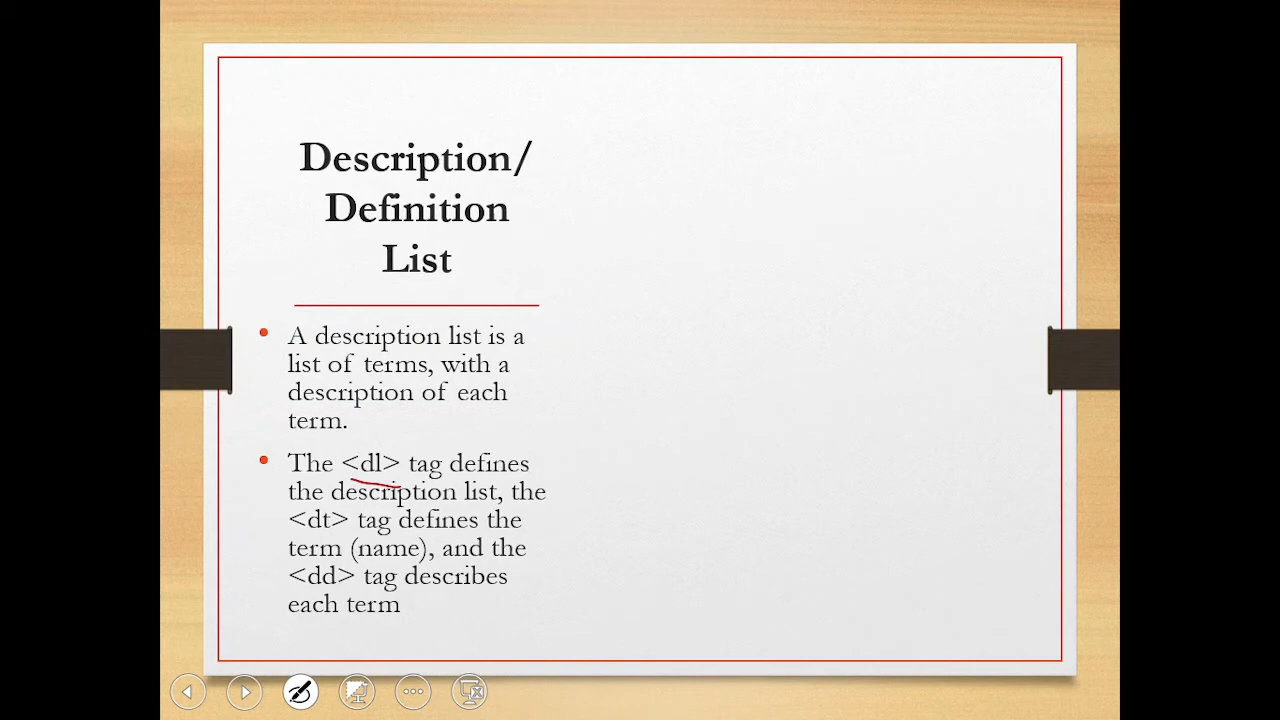 Description/
Definition
List
A description list is a
list of terms, with a
description of each
term.
The <dl> tag defines
the description list, the
<dt> tag defines the
term (name), and the
<dd> tag describes
each term